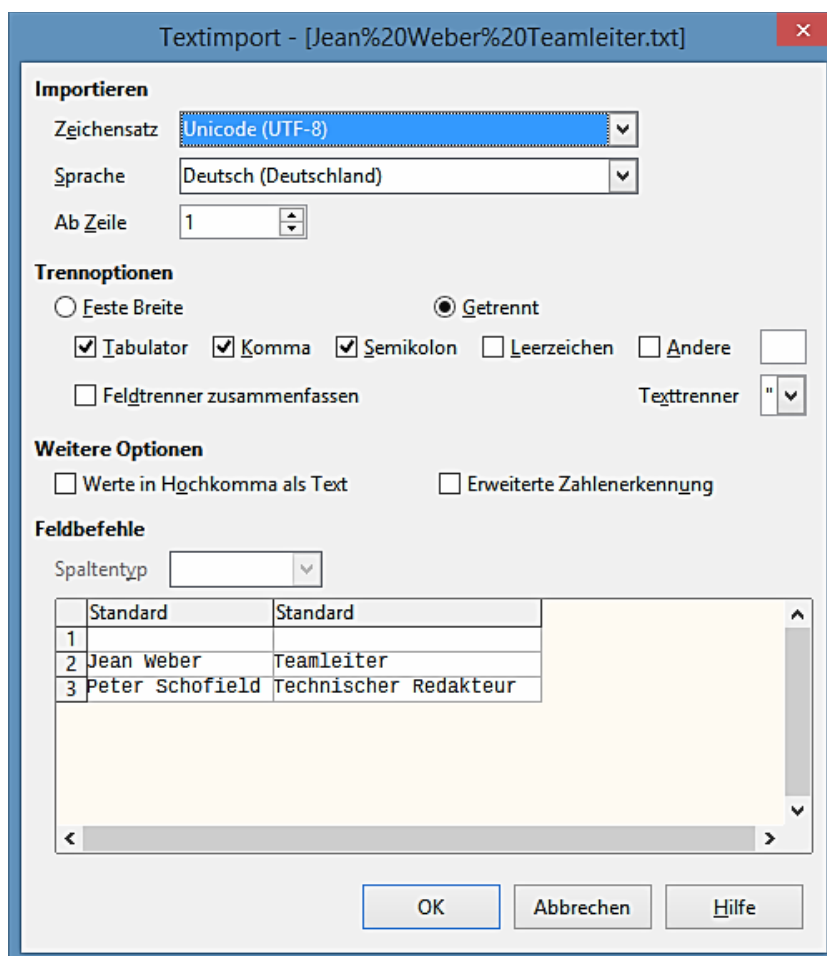 Textimport - [Jean%20Weber%20Teamleiter.txt]
Importieren
Zeichensatz Unicode (UTF-8)
Sprache Deutsch (Deutschland)
Ab Zeile 1
Trennoptionen
Feste Breite Getrennt
Tabulator Komma Semikolon Leerzeichen Andere
Feldtrenner zusammenfassen Texttrenner "
Weitere Optionen
Werte in Hochkomma als Text Erweiterte Zahlenerkennung
Feldbefehle
Spaltentyp
Standard Standard
1
2 Jean Weber Teamleiter
3 Peter Schofield Technischer Redakteur
OK Abbrechen Hilfe